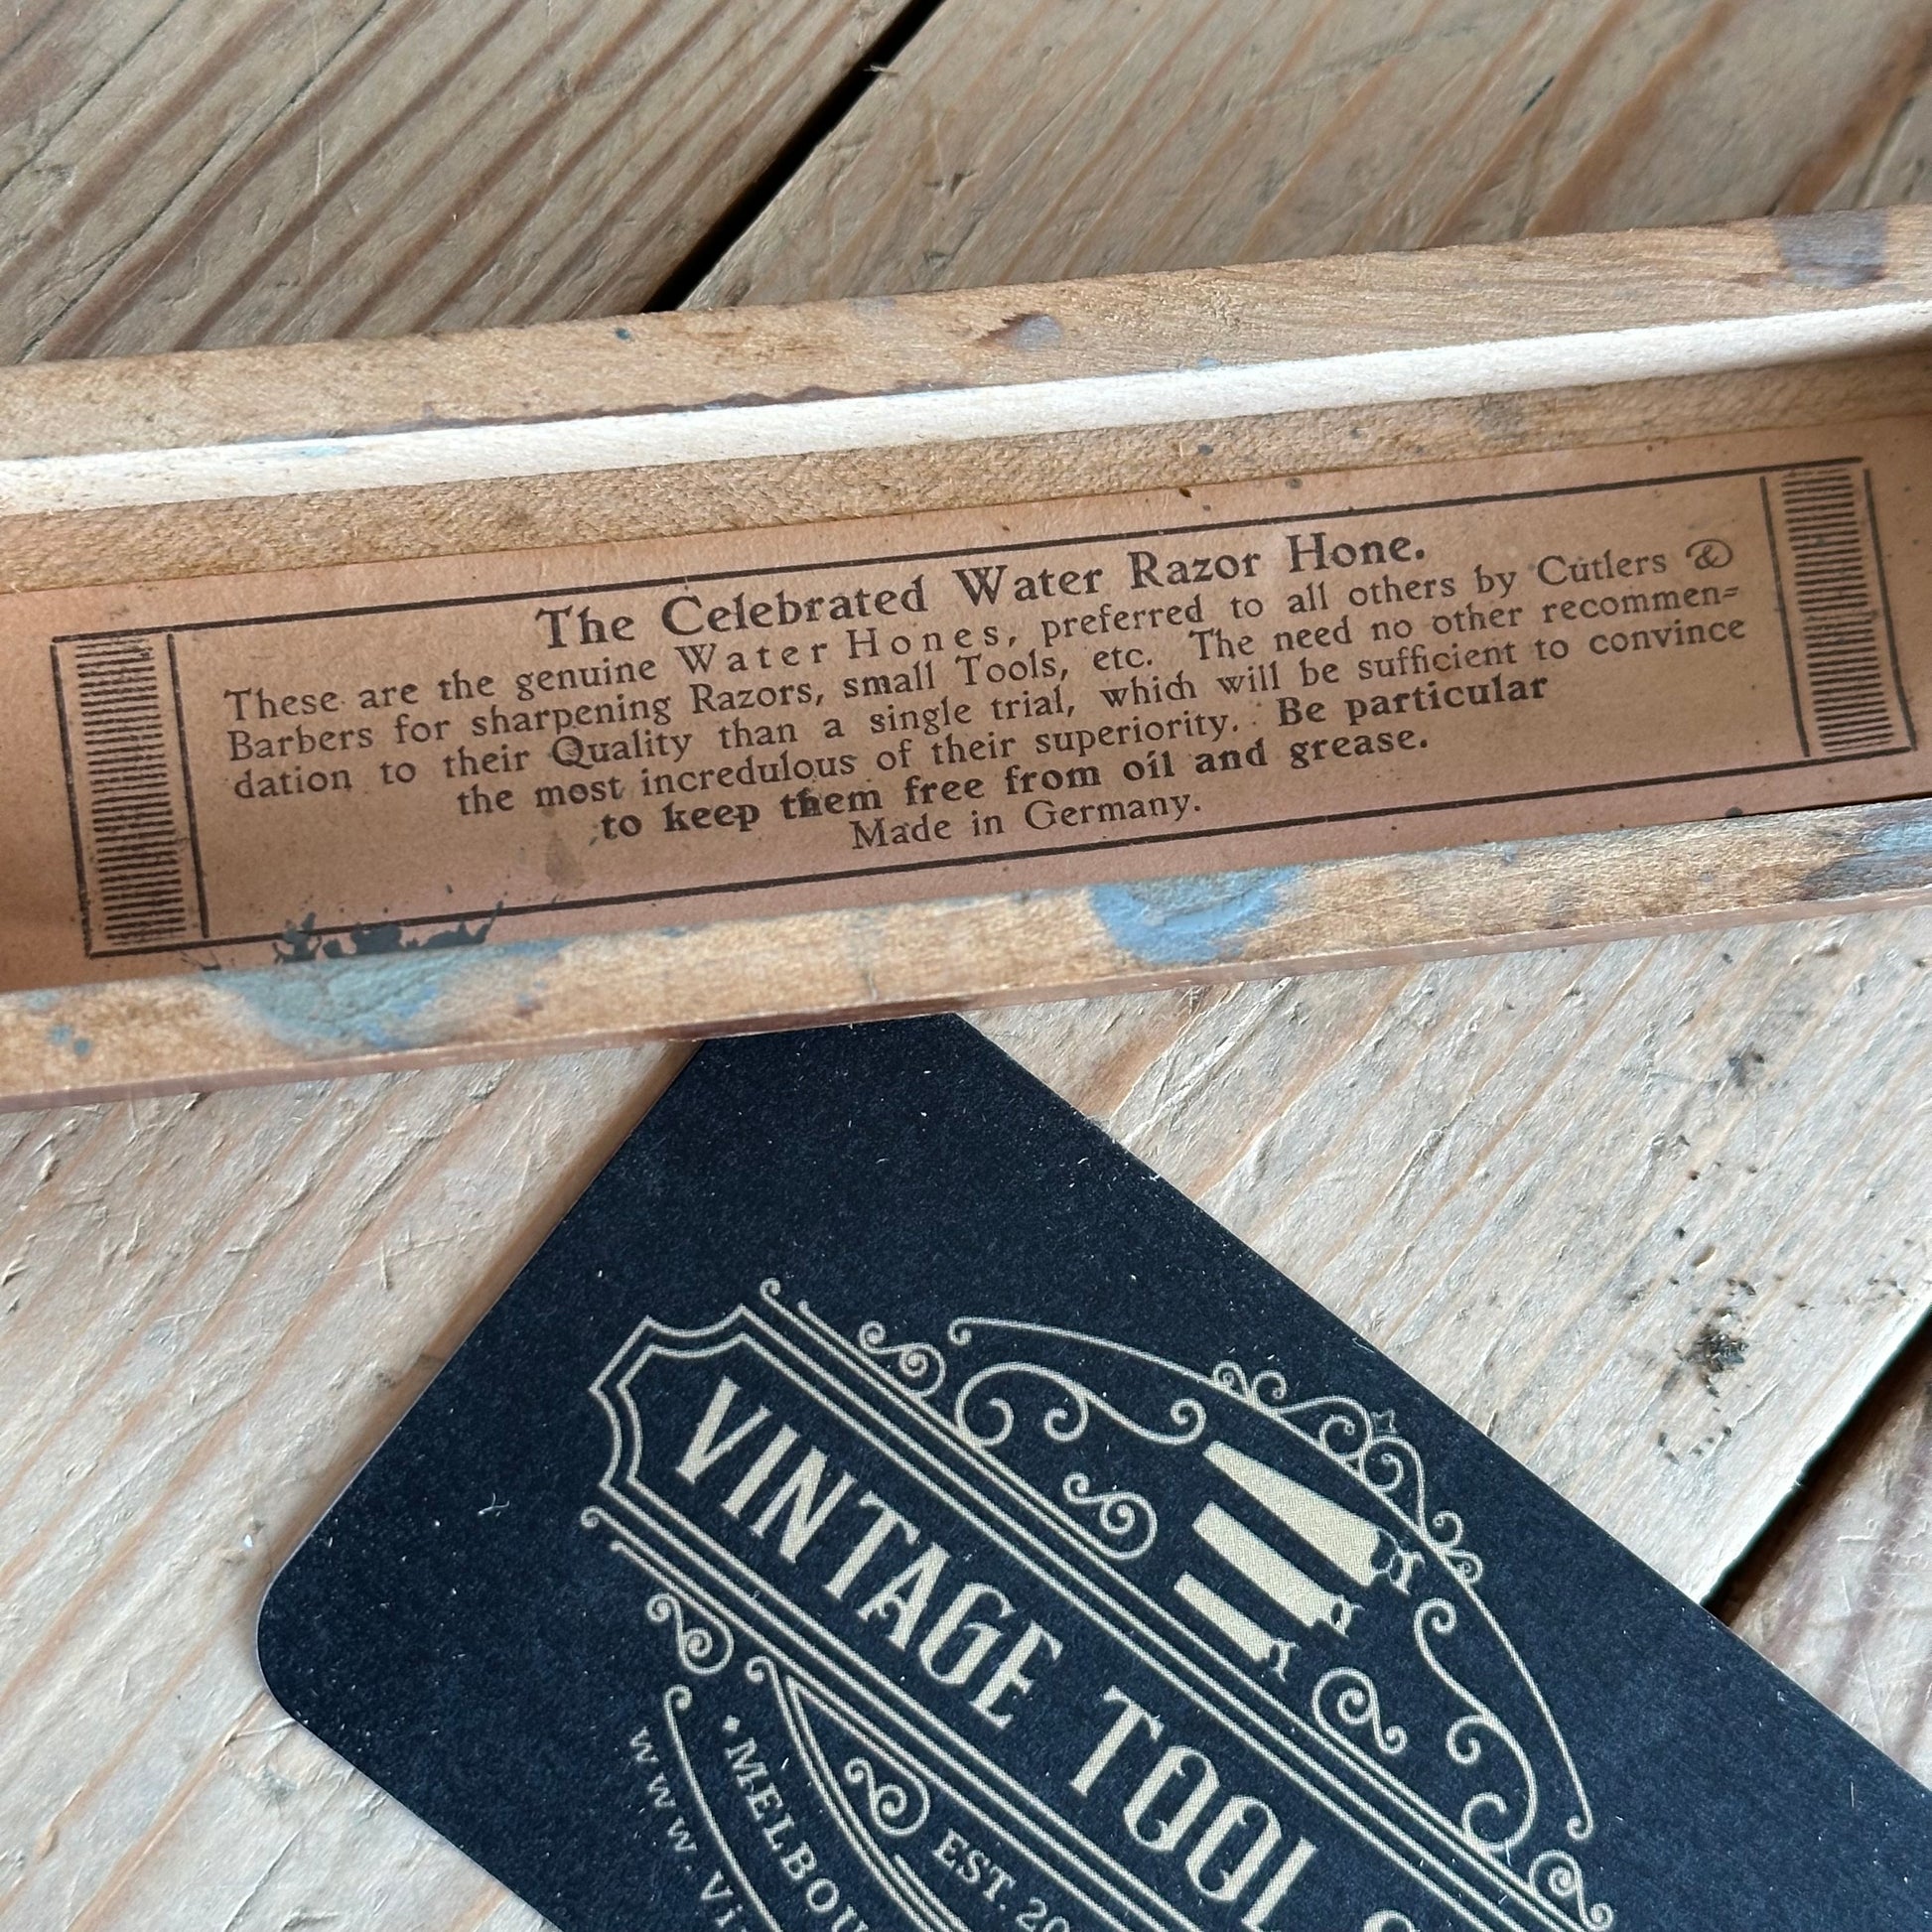 The Celebrated Water Razor Hone.
These are the genuine Water Hones, preferred to all others by Cutlers &
Barbers for sharpening Razors, small Tools, etc. The need no other recommen=
dation to their Quality than a single trial, which will be sufficient to convince
the most incredulous of their superiority. Be particular
to keep them free from oil and grease.
Made in Germany.
VINTAGE TOOL
EST. 20
MELBOU
www.Vi